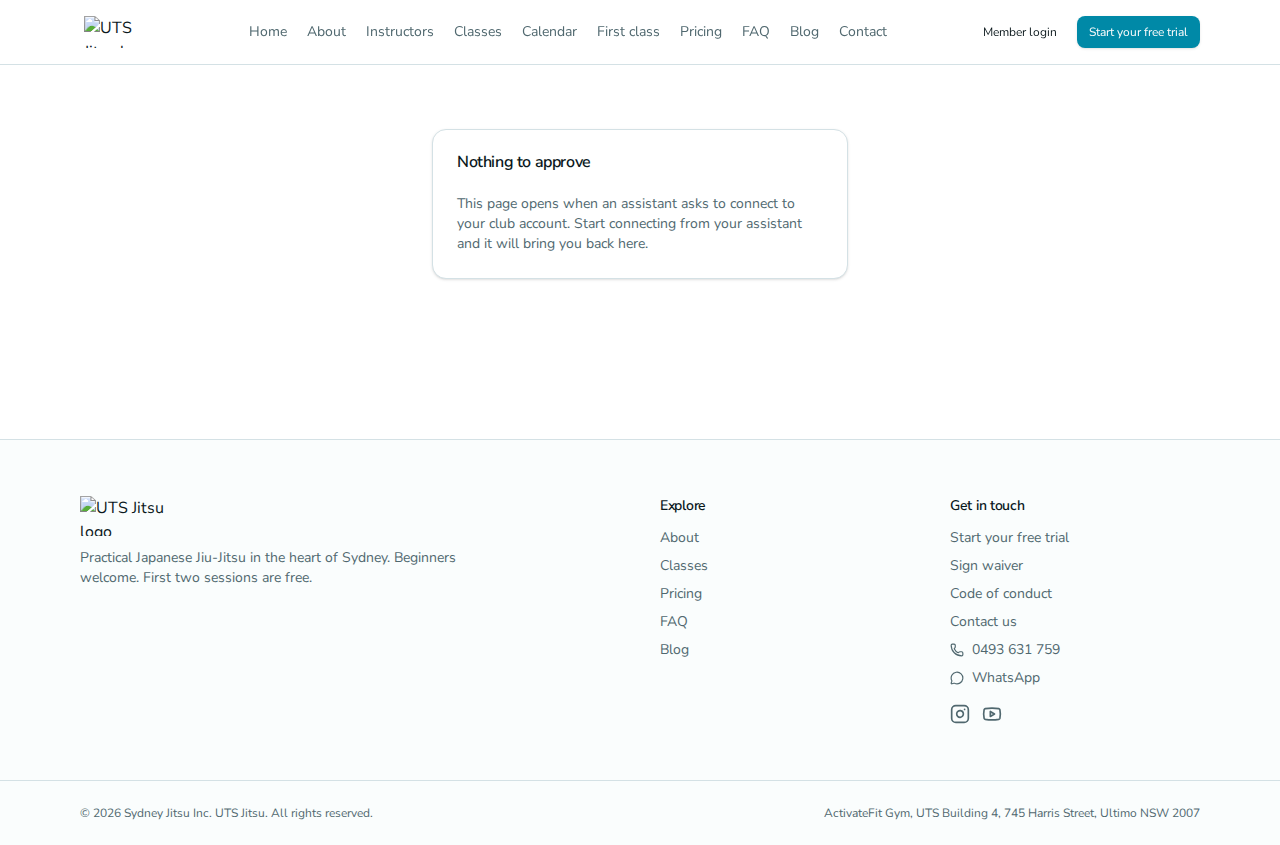 UTS
Home
About
Instructors
Classes
Calendar
First class
Pricing
FAQ
Blog
Contact
Member login
Start your free trial
Nothing to approve
This page opens when an assistant asks to connect to
your club account. Start connecting from your assistant
and it will bring you back here.
UTS Jitsu
logo
Practical Japanese Jiu-Jitsu in the heart of Sydney. Beginners
welcome. First two sessions are free.
Explore
About
Classes
Pricing
FAQ
Blog
Get in touch
Start your free trial
Sign waiver
Code of conduct
Contact us
0493 631 759
WhatsApp
© 2026 Sydney Jitsu Inc. UTS Jitsu. All rights reserved.
ActivateFit Gym, UTS Building 4, 745 Harris Street, Ultimo NSW 2007